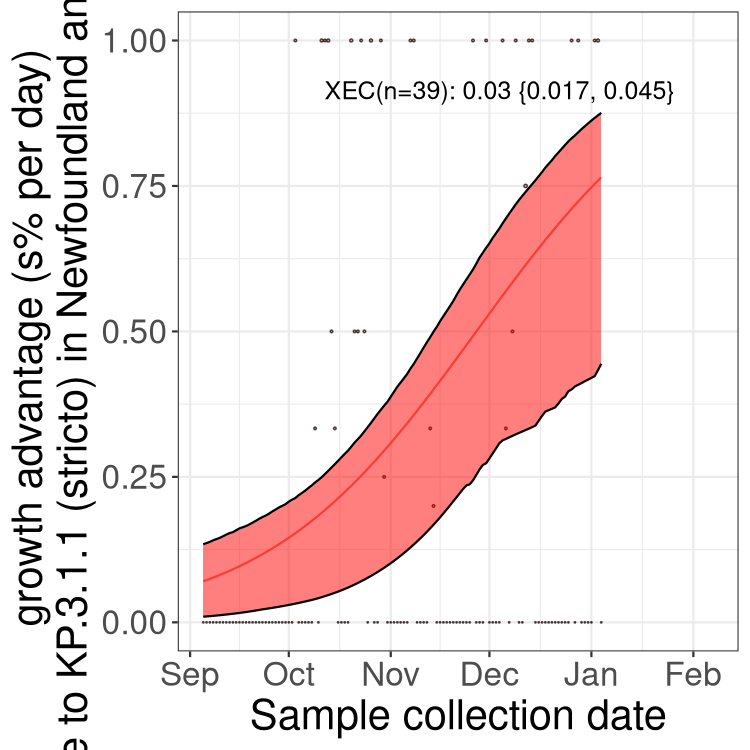 growth advantage (s% per day)
to KP.3.1.1 (stricto) in Newfoundland
1.00
0.75
0.50
0.25
0.00
XEC(n=39): 0.03 {0.017, 0.045}
Sep Oct Nov Dec Jan Feb
Sample collection date